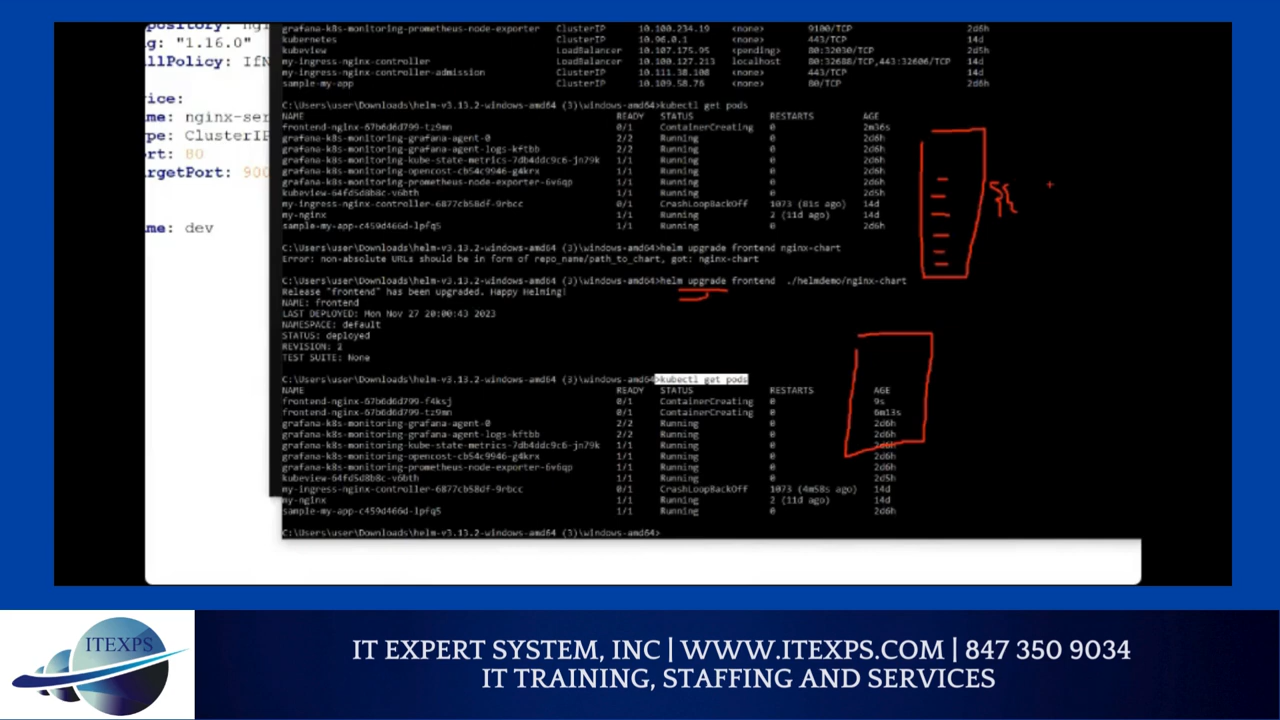 pository: ng
g: "1.16.0"
llPolicy: IfN
ice:
me: nginx-ser
ype: ClusterIP
ort: 80
argetPort: 900
me: dev
grafana-k8s-monitoring-prometheus-node-exporter ClusterIP 10.100.234.19 <none> 9100/TCP 2d6h
kubernetes ClusterIP 10.96.0.1 <none> 443/TCP 14d
kubeview LoadBalancer 10.107.175.95 <pending> 80:32030/TCP 2d5h
my-ingress-nginx-controller LoadBalancer 10.100.127.213 localhost 80:32688/TCP,443:32606/TCP 14d
my-ingress-nginx-controller-admission ClusterIP 10.111.38.108 <none> 443/TCP 14d
sample-my-app ClusterIP 10.109.58.76 <none> 80/TCP 2d6h
C:\Users\user\Downloads\helm-v3.13.2-windows-amd64 (3)\windows-amd64>kubectl get pods
NAME READY STATUS RESTARTS AGE
frontend-nginx-67b6d6d799-tz9mn 0/1 ContainerCreating 0 2m36s
grafana-k8s-monitoring-grafana-agent-0 2/2 Running 0 2d6h
grafana-k8s-monitoring-grafana-agent-logs-kftbb 2/2 Running 0 2d6h
grafana-k8s-monitoring-kube-state-metrics-7db4ddc9c6-jn79k 1/1 Running 0 2d6h
grafana-k8s-monitoring-opencost-cb54c9946-g4krx 1/1 Running 0 2d6h
grafana-k8s-monitoring-prometheus-node-exporter-6v6qp 1/1 Running 0 2d6h
kubeview-64fd5d8b8c-v6bth 1/1 Running 0 2d5h
my-ingress-nginx-controller-6877cb58df-9rbcc 0/1 CrashLoopBackOff 1073 (81s ago) 14d
my-nginx 1/1 Running 2 (11d ago) 14d
sample-my-app-c459d466d-lpfq5 1/1 Running 0 2d6h
C:\Users\user\Downloads\helm-v3.13.2-windows-amd64 (3)\windows-amd64>helm upgrade frontend nginx-chart
Error: non-absolute URLs should be in form of repo_name/path_to_chart, got: nginx-chart
C:\Users\user\Downloads\helm-v3.13.2-windows-amd64 (3)\windows-amd64>helm upgrade frontend ./helmdemo/nginx-chart
Release "frontend" has been upgraded. Happy Helming!
NAME: frontend
LAST DEPLOYED: Mon Nov 27 20:00:43 2023
NAMESPACE: default
STATUS: deployed
REVISION: 2
TEST SUITE: None
C:\Users\user\Downloads\helm-v3.13.2-windows-amd64 (3)\windows-amd64>kubectl get pods
NAME READY STATUS RESTARTS AGE
frontend-nginx-67b6d6d799-f4ksj 0/1 ContainerCreating 0 9s
frontend-nginx-67b6d6d799-tz9mn 0/1 ContainerCreating 0 6m13s
grafana-k8s-monitoring-grafana-agent-0 2/2 Running 0 2d6h
grafana-k8s-monitoring-grafana-agent-logs-kftbb 2/2 Running 0 2d6h
grafana-k8s-monitoring-kube-state-metrics-7db4ddc9c6-jn79k 1/1 Running 0 2d6h
grafana-k8s-monitoring-opencost-cb54c9946-g4krx 1/1 Running 0 2d6h
grafana-k8s-monitoring-prometheus-node-exporter-6v6qp 1/1 Running 0 2d6h
kubeview-64fd5d8b8c-v6bth 1/1 Running 0 2d5h
my-ingress-nginx-controller-6877cb58df-9rbcc 0/1 CrashLoopBackOff 1073 (4m58s ago) 14d
my-nginx 1/1 Running 2 (11d ago) 14d
sample-my-app-c459d466d-lpfq5 1/1 Running 0 2d6h
C:\Users\user\Downloads\helm-v3.13.2-windows-amd64 (3)\windows-amd64>
ITEXPS
IT EXPERT SYSTEM, INC | WWW.ITEXPS.COM | 847 350 9034
IT TRAINING, STAFFING AND SERVICES